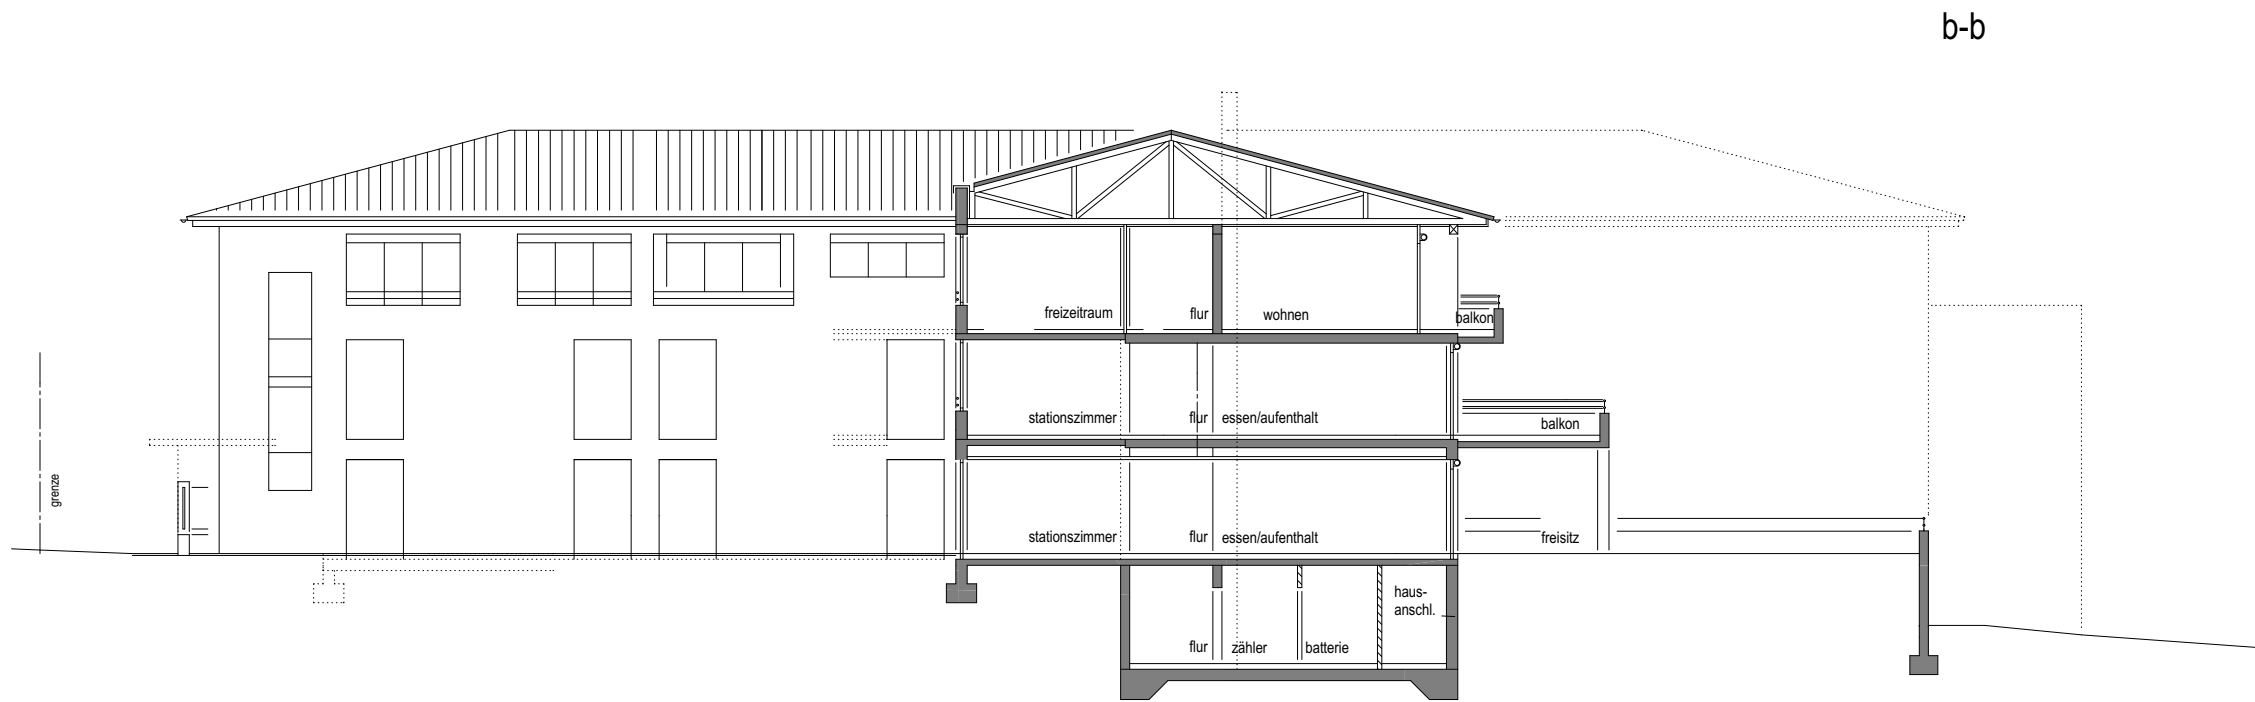 b-b
freizeitraum
flur
wohnen
balkon
stationszimmer
flur
essen/aufenthalt
balkon
grenze
stationszimmer
flur
essen/aufenthalt
freisitz
haus-
anschl.
flur
zähler
batterie